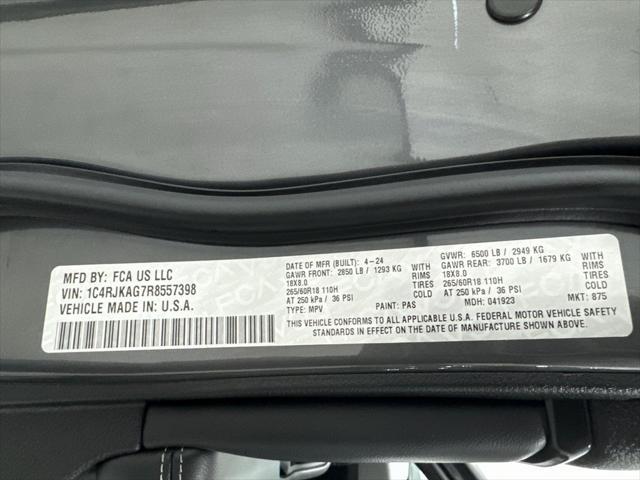 MFD BY: FCA US LLC
VIN: 1C4RJKAG7R8557398
VEHICLE MADE IN: U.S.A.
DATE OF MFR (BUILT): 4-24
GAWR FRONT: 2850 LB / 1293 KG WITH
18X8.0 RIMS
265/60R18 110H TIRES
AT 250 kPa / 36 PSI COLD
TYPE: MPV PAINT: PAS
GVWR: 6500 LB / 2949 KG
GAWR REAR: 3700 LB / 1679 KG WITH
18X8.0 RIMS
265/60R18 110H TIRES
AT 250 kPa / 36 PSI COLD
MDH: 041923 MKT: 875
THIS VEHICLE CONFORMS TO ALL APPLICABLE U.S.A. FEDERAL MOTOR VEHICLE SAFETY
STANDARDS IN EFFECT ON THE DATE OF MANUFACTURE SHOWN ABOVE.